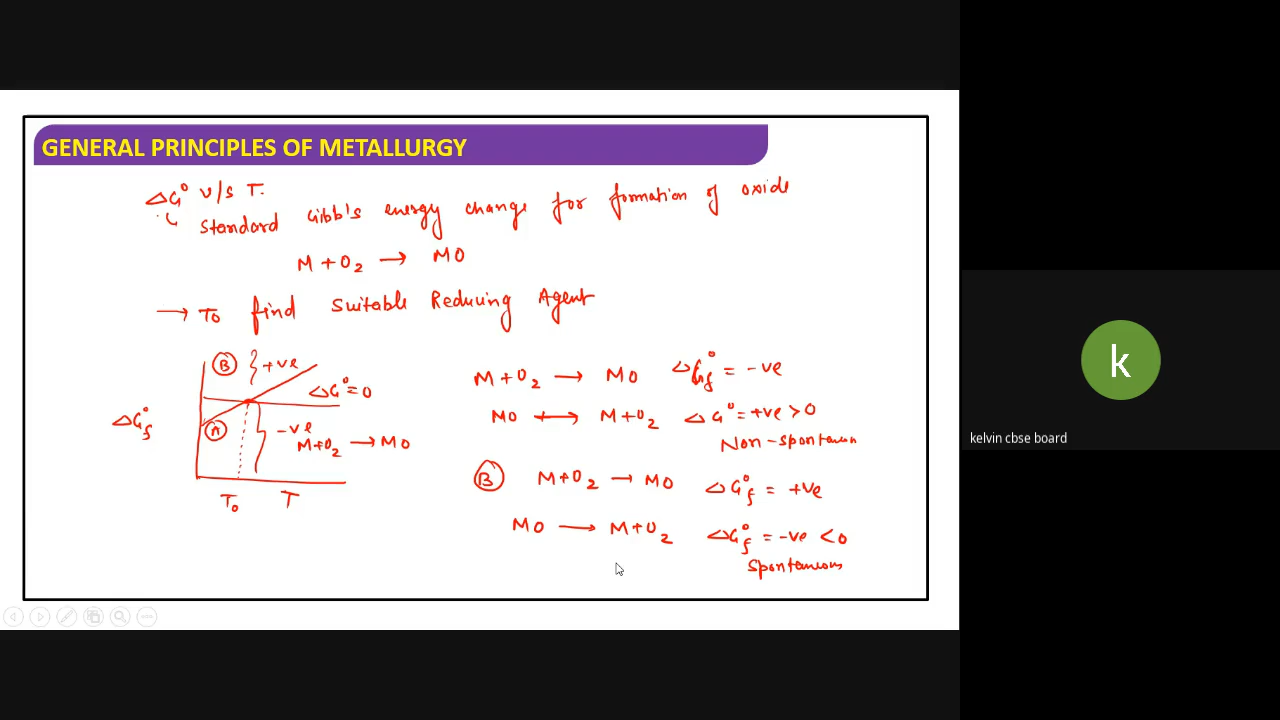 GENERAL PRINCIPLES OF METALLURGY
ΔG° v/s T.
Standard Gibb's energy change for formation of oxide
M + O₂ → MO
→ To find Suitable Reducing Agent
B } +ve
ΔG° = 0
ΔG°f
A } -ve
M+O₂ → MO
T₀ T
M + O₂ → MO ΔG°f = -ve
MO → M+O₂ ΔG° = +ve > 0
Non-spontaneous
B M+O₂ → MO ΔG°f = +ve
MO → M+O₂ ΔG°f = -ve < 0
Spontaneous
k
kelvin cbse board